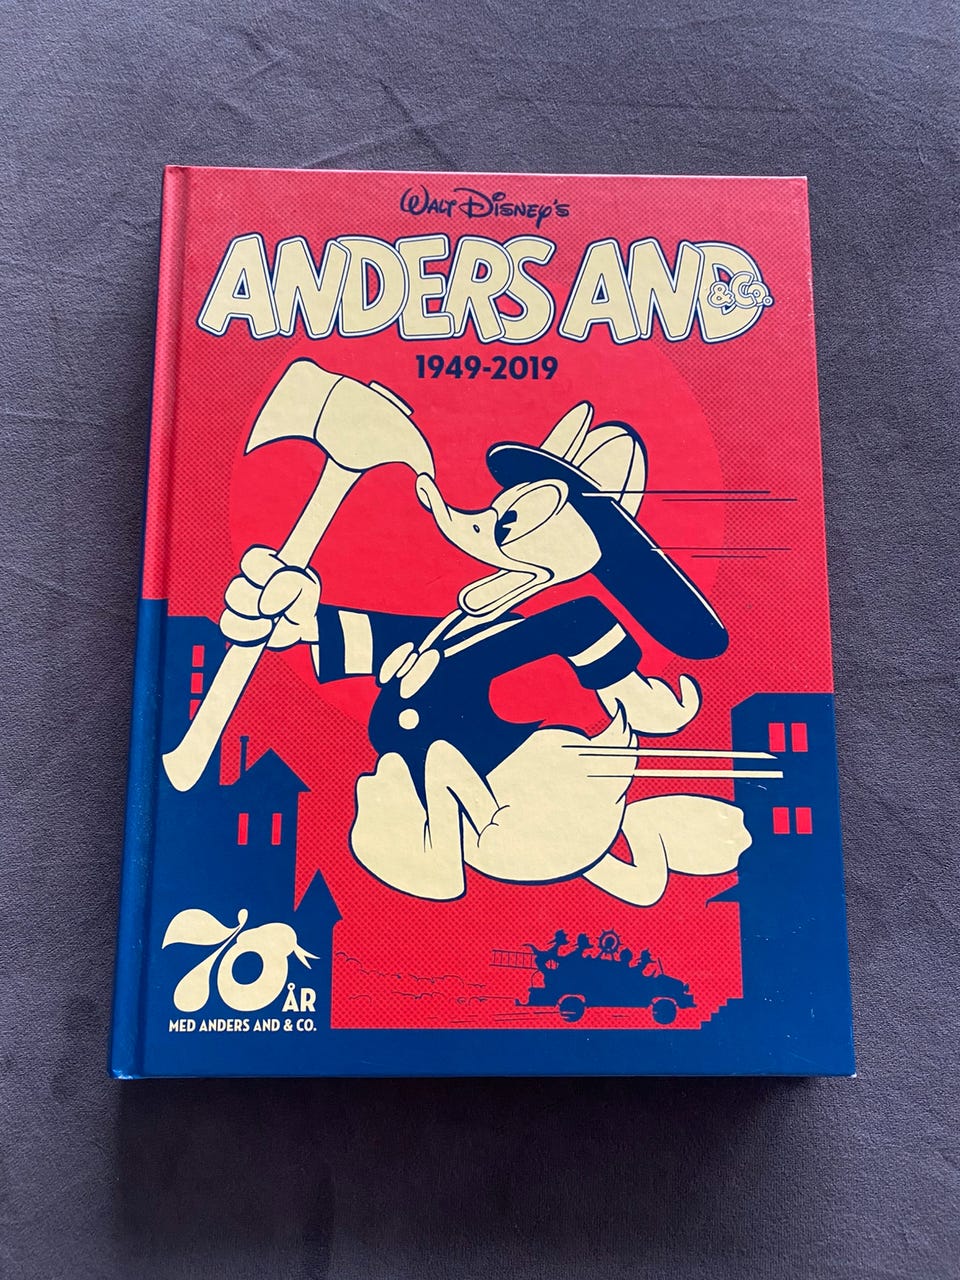 WALT DISNEY'S
ANDERS AND
& Co.
1949-2019
70 ÅR
MED ANDERS AND & CO.